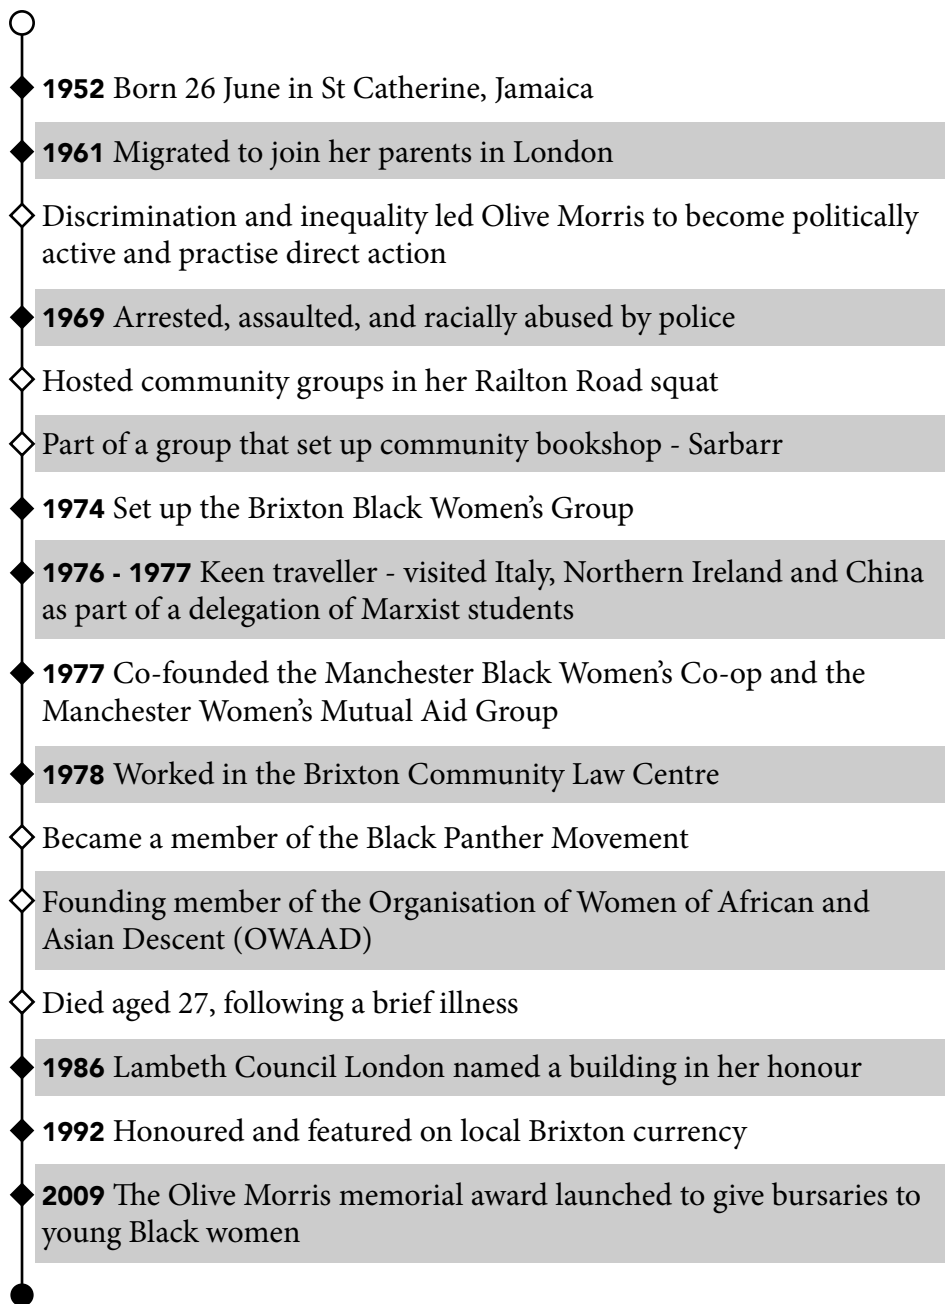 1952 Born 26 June in St Catherine, Jamaica
1961 Migrated to join her parents in London
Discrimination and inequality led Olive Morris to become politically
active and practise direct action
1969 Arrested, assaulted, and racially abused by police
Hosted community groups in her Railton Road squat
Part of a group that set up community bookshop - Sarbarr
1974 Set up the Brixton Black Women’s Group
1976 - 1977 Keen traveller - visited Italy, Northern Ireland and China
as part of a delegation of Marxist students
1977 Co-founded the Manchester Black Women’s Co-op and the
Manchester Women’s Mutual Aid Group
1978 Worked in the Brixton Community Law Centre
Became a member of the Black Panther Movement
Founding member of the Organisation of Women of African and
Asian Descent (OWAAD)
Died aged 27, following a brief illness
1986 Lambeth Council London named a building in her honour
1992 Honoured and featured on local Brixton currency
2009 The Olive Morris memorial award launched to give bursaries to
young Black women